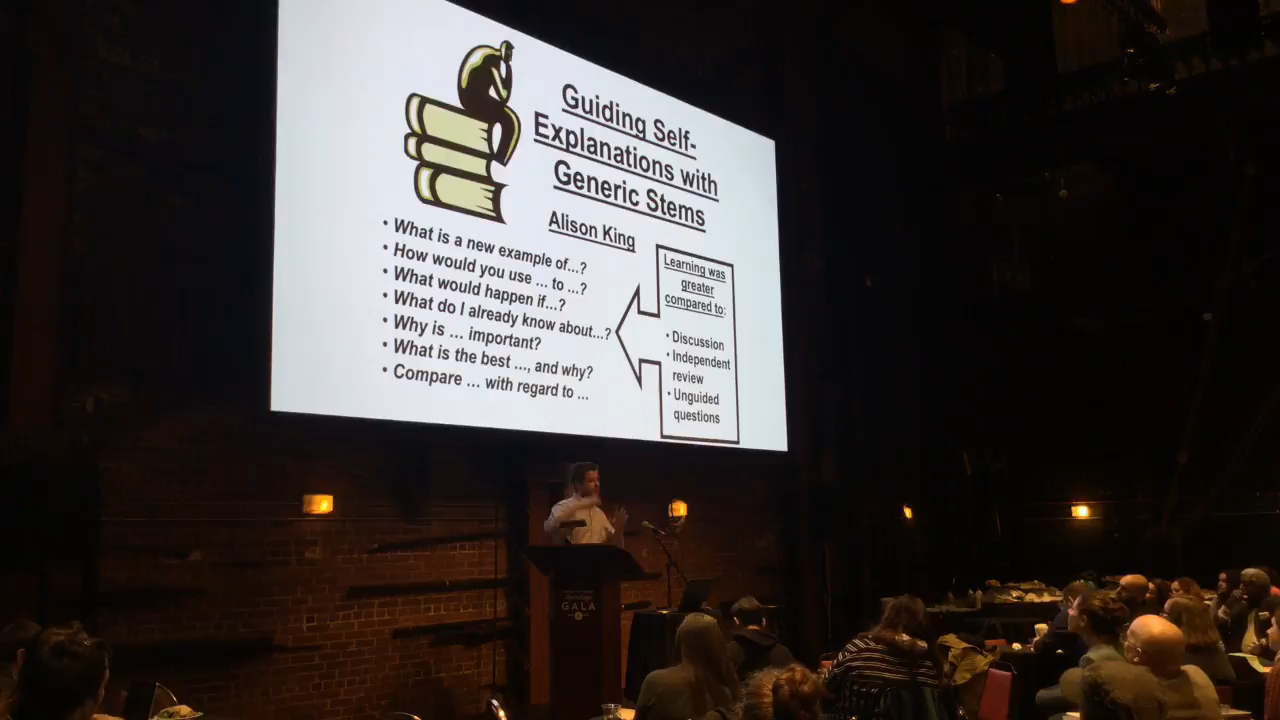 Guiding Self-
Explanations with
Generic Stems
Alison King
• What is a new example of...?
• How would you use ... to ...?
• What would happen if...?
• What do I already know about...?
• Why is ... important?
• What is the best ..., and why?
• Compare ... with regard to ...
Learning was
greater
compared to:
• Discussion
• Independent
review
• Unguided
questions
GALA